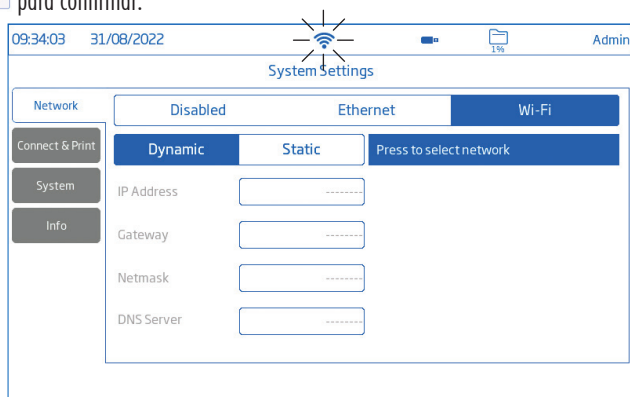 para confirmar.
09:34:03 31/08/2022 1% Admin
System Settings
Network Disabled Ethernet Wi-Fi
Connect & Print Dynamic Static Press to select network
System IP Address --------
Info Gateway --------
Netmask --------
DNS Server --------